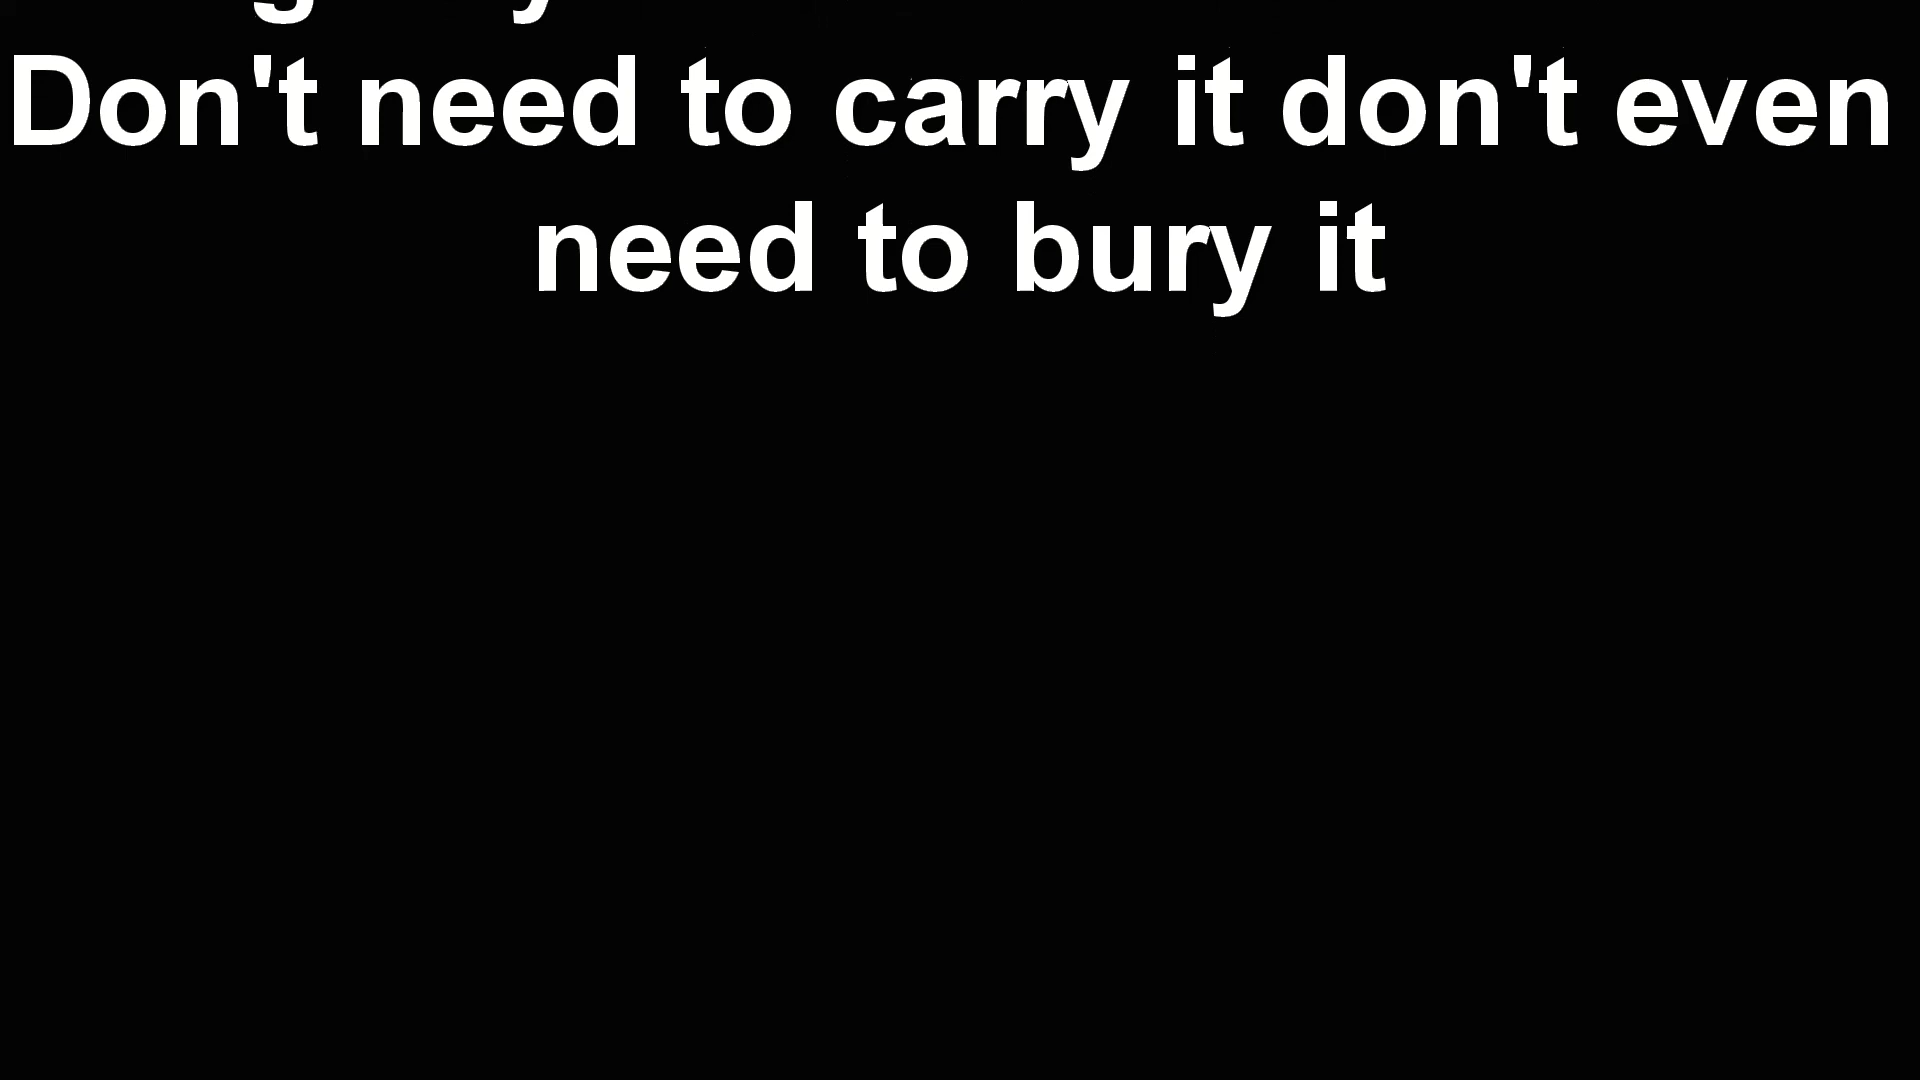 Don't need to carry it don't even
need to bury it